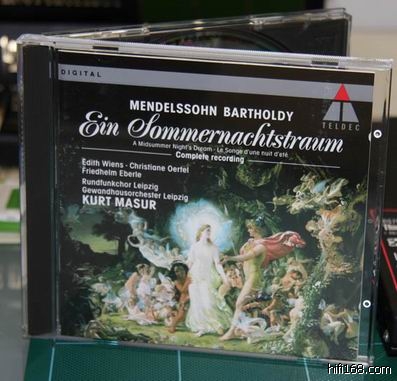 DIGITAL
MENDELSSOHN BARTHOLDY
Ein Sommernachtstraum
A Midsummer Night's Dream · Le Songe d'une nuit d'été
Complete recording
TELDEC
Edith Wiens · Christiane Oertel
Friedhelm Eberle
Rundfunkchor Leipzig
Gewandhausorchester Leipzig
KURT MASUR
hifi168.com